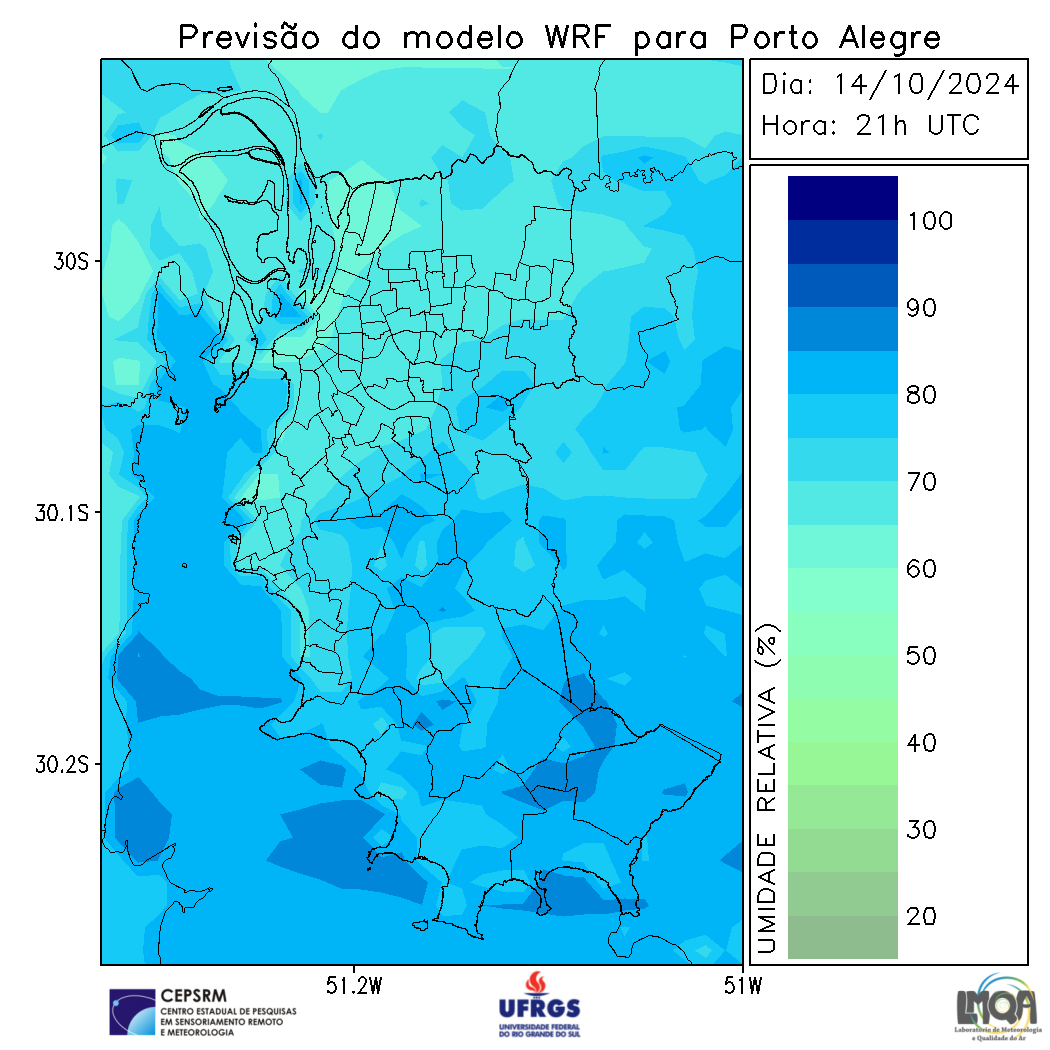 Previsão do modelo WRF para Porto Alegre
Dia: 14/10/2024
Hora: 21h UTC
30S
30.1S
30.2S
51.2W
51W
100
90
80
70
60
50
40
30
20
UMIDADE RELATIVA (%)
CEPSRM
CENTRO ESTADUAL DE PESQUISAS
EM SENSORIAMENTO REMOTO
E METEOROLOGIA
UFRGS
UNIVERSIDADE FEDERAL
DO RIO GRANDE DO SUL
LMQA
Laboratório de Meteorologia
e Qualidade do Ar